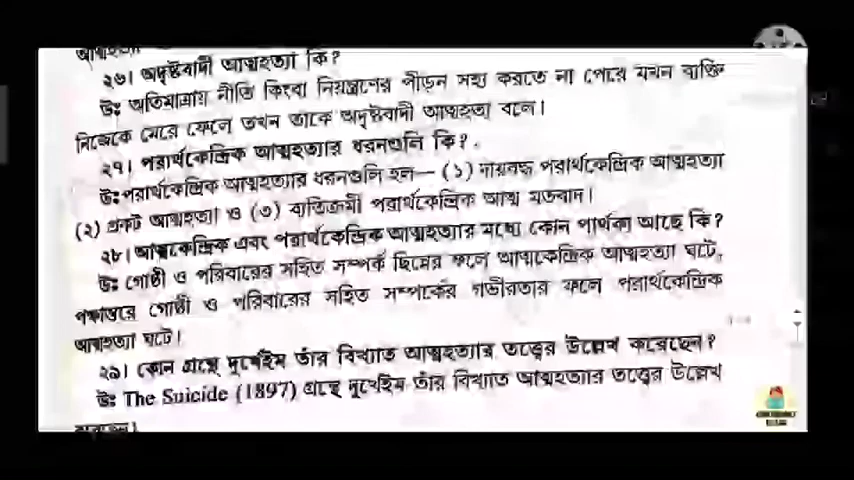 আত্মহত্যা
২৬। অদৃষ্টবাদী আত্মহত্যা কি?
উঃ অতিমাত্রায় নীতি কিংবা নিয়ন্ত্রণের পীড়ন সহ্য করতে না পেরে যখন ব্যক্তি
নিজেকে মেরে ফেলে তখন তাকে অদৃষ্টবাদী আত্মহত্যা বলে।
২৭। পরার্থকেন্দ্রিক আত্মহত্যার ধরনগুলি কি?
উঃ পরার্থকেন্দ্রিক আত্মহত্যার ধরনগুলি হল— (১) দায়বদ্ধ পরার্থকেন্দ্রিক আত্মহত্যা
(২) প্রকট আত্মহত্যা ও (৩) ব্যতিক্রমী পরার্থকেন্দ্রিক আত্ম যতবাদ।
২৮। আত্মকেন্দ্রিক এবং পরার্থকেন্দ্রিক আত্মহত্যার মধ্যে কোন পার্থক্য আছে কি?
উঃ গোষ্ঠী ও পরিবারের সহিত সম্পর্ক ছিন্নের ফলে আত্মকেন্দ্রিক আত্মহত্যা ঘটে,
পক্ষান্তরে গোষ্ঠী ও পরিবারের সহিত সম্পর্কের গভীরতার ফলে পরার্থকেন্দ্রিক
আত্মহত্যা ঘটে।
২৯। কোন গ্রন্থে দুর্খেইম তাঁর বিখ্যাত আত্মহত্যার তত্ত্বের উল্লেখ করেছেন?
উঃ The Suicide (1897) গ্রন্থে দুর্খেইম তাঁর বিখ্যাত আত্মহত্যার তত্ত্বের উল্লেখ